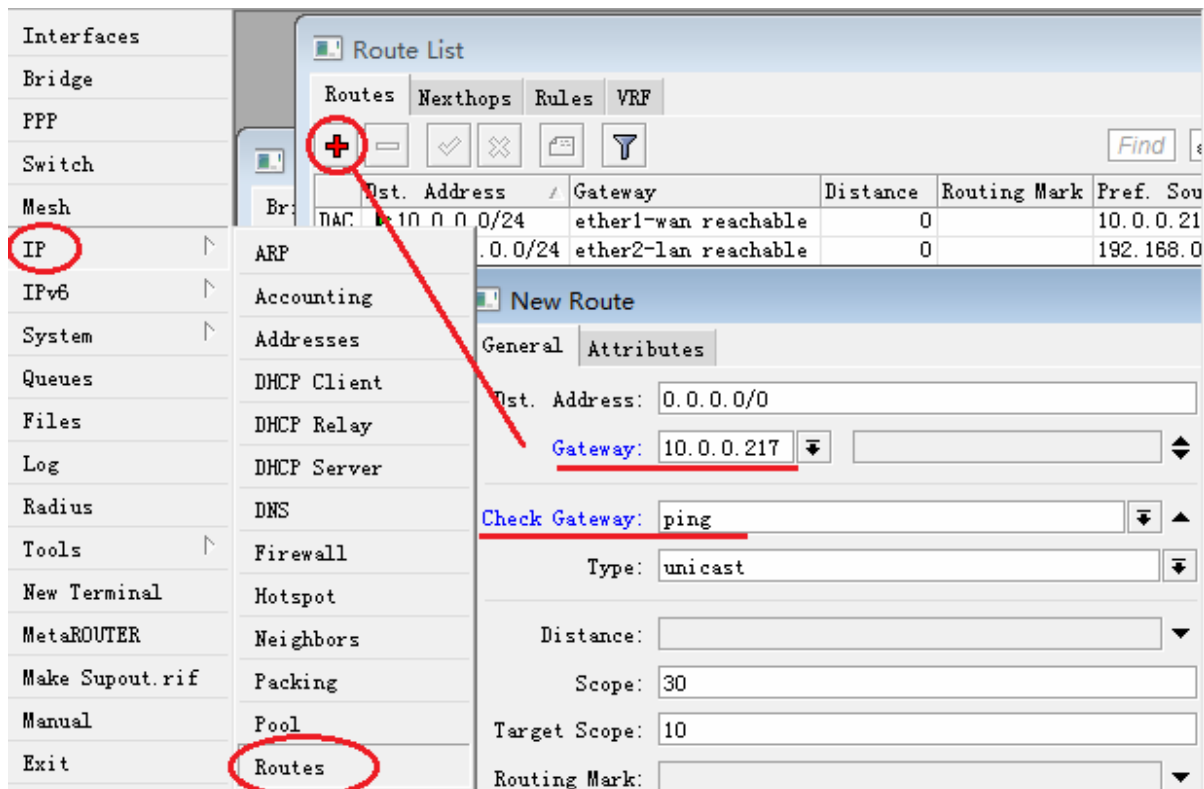 Interfaces
Bridge
PPP
Switch
Mesh
IP
IPv6
System
Queues
Files
Log
Radius
Tools
New Terminal
MetaROUTER
Make Supout.rif
Manual
Exit
ARP
Accounting
Addresses
DHCP Client
DHCP Relay
DHCP Server
DNS
Firewall
Hotspot
Neighbors
Packing
Pool
Routes
Route List
Routes Nexthops Rules VRF
Find
Dst. Address Gateway Distance Routing Mark Pref. Sou
DAC 10.0.0.0/24 ether1-wan reachable 0 10.0.0.21
.0.0/24 ether2-lan reachable 0 192.168.0
New Route
General Attributes
Dst. Address: 0.0.0.0/0
Gateway: 10.0.0.217
Check Gateway: ping
Type: unicast
Distance:
Scope: 30
Target Scope: 10
Routing Mark: